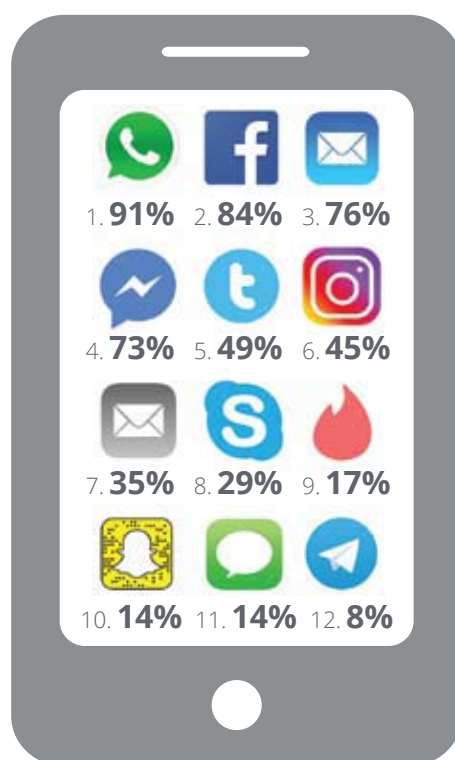 1. 91% 2. 84% 3. 76%
4. 73% 5. 49% 6. 45%
7. 35% 8. 29% 9. 17%
10. 14% 11. 14% 12. 8%